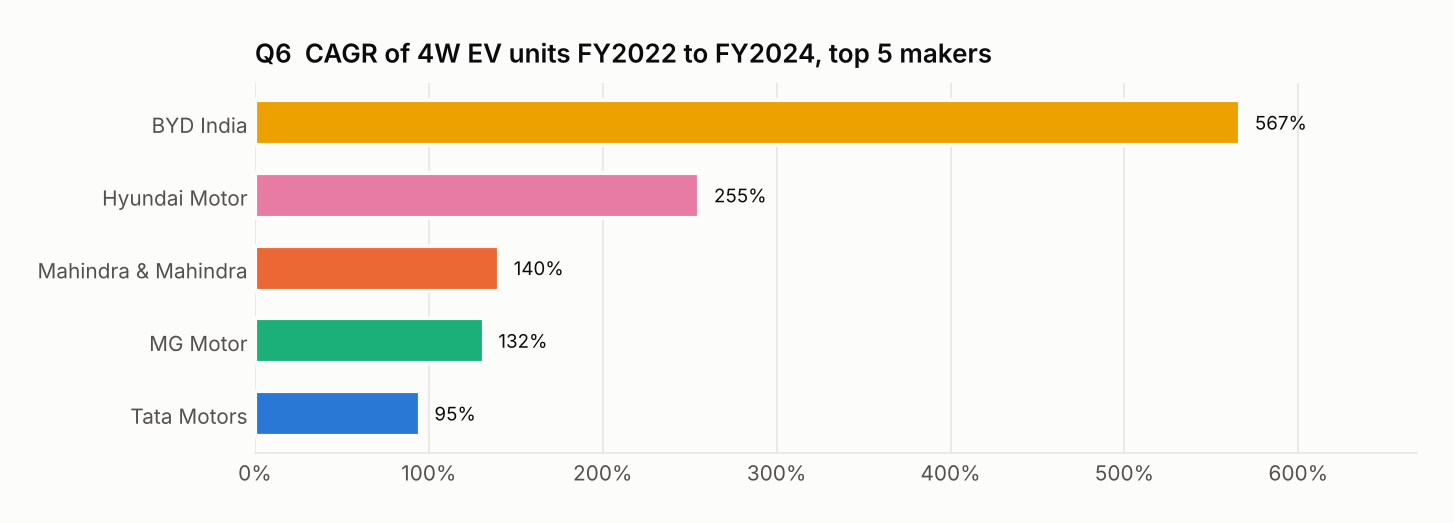 Q6 CAGR of 4W EV units FY2022 to FY2024, top 5 makers
BYD India 567%
Hyundai Motor 255%
Mahindra & Mahindra 140%
MG Motor 132%
Tata Motors 95%
0% 100% 200% 300% 400% 500% 600%